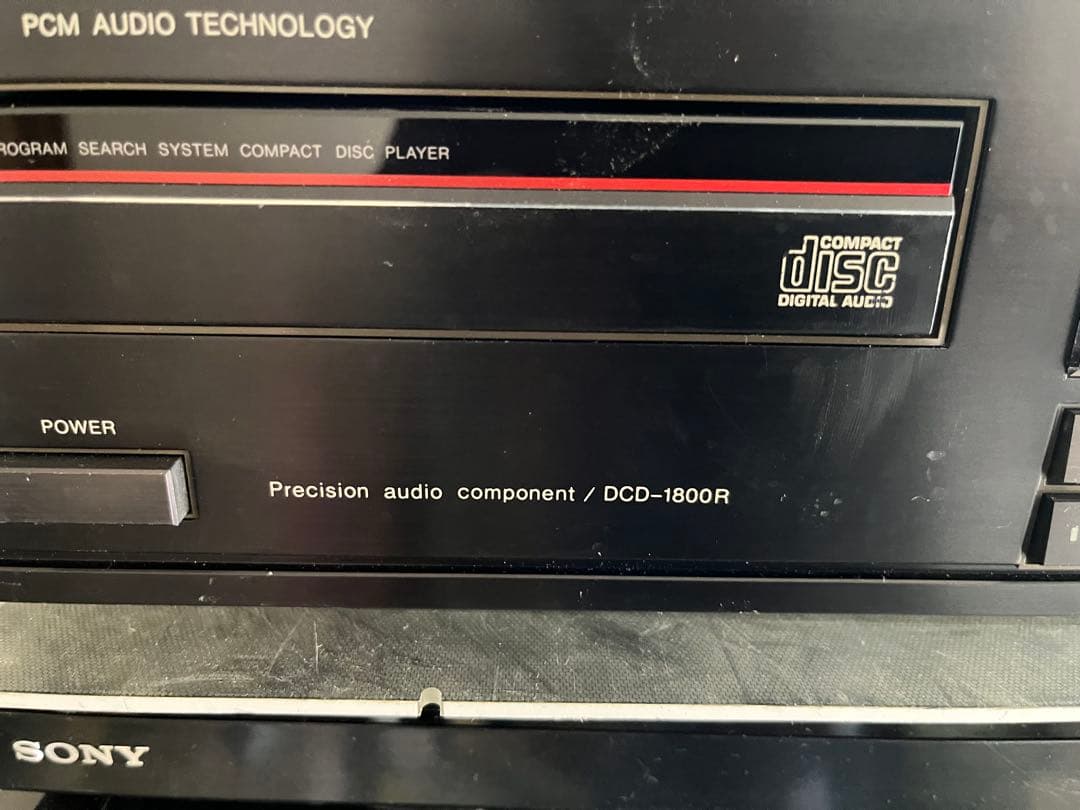 PCM AUDIO TECHNOLOGY
SEARCH SYSTEM COMPACT DISC PLAYER
COMPACT
disc
DIGITAL AUDIO
POWER
Precision audio component / DCD-1800R
SONY